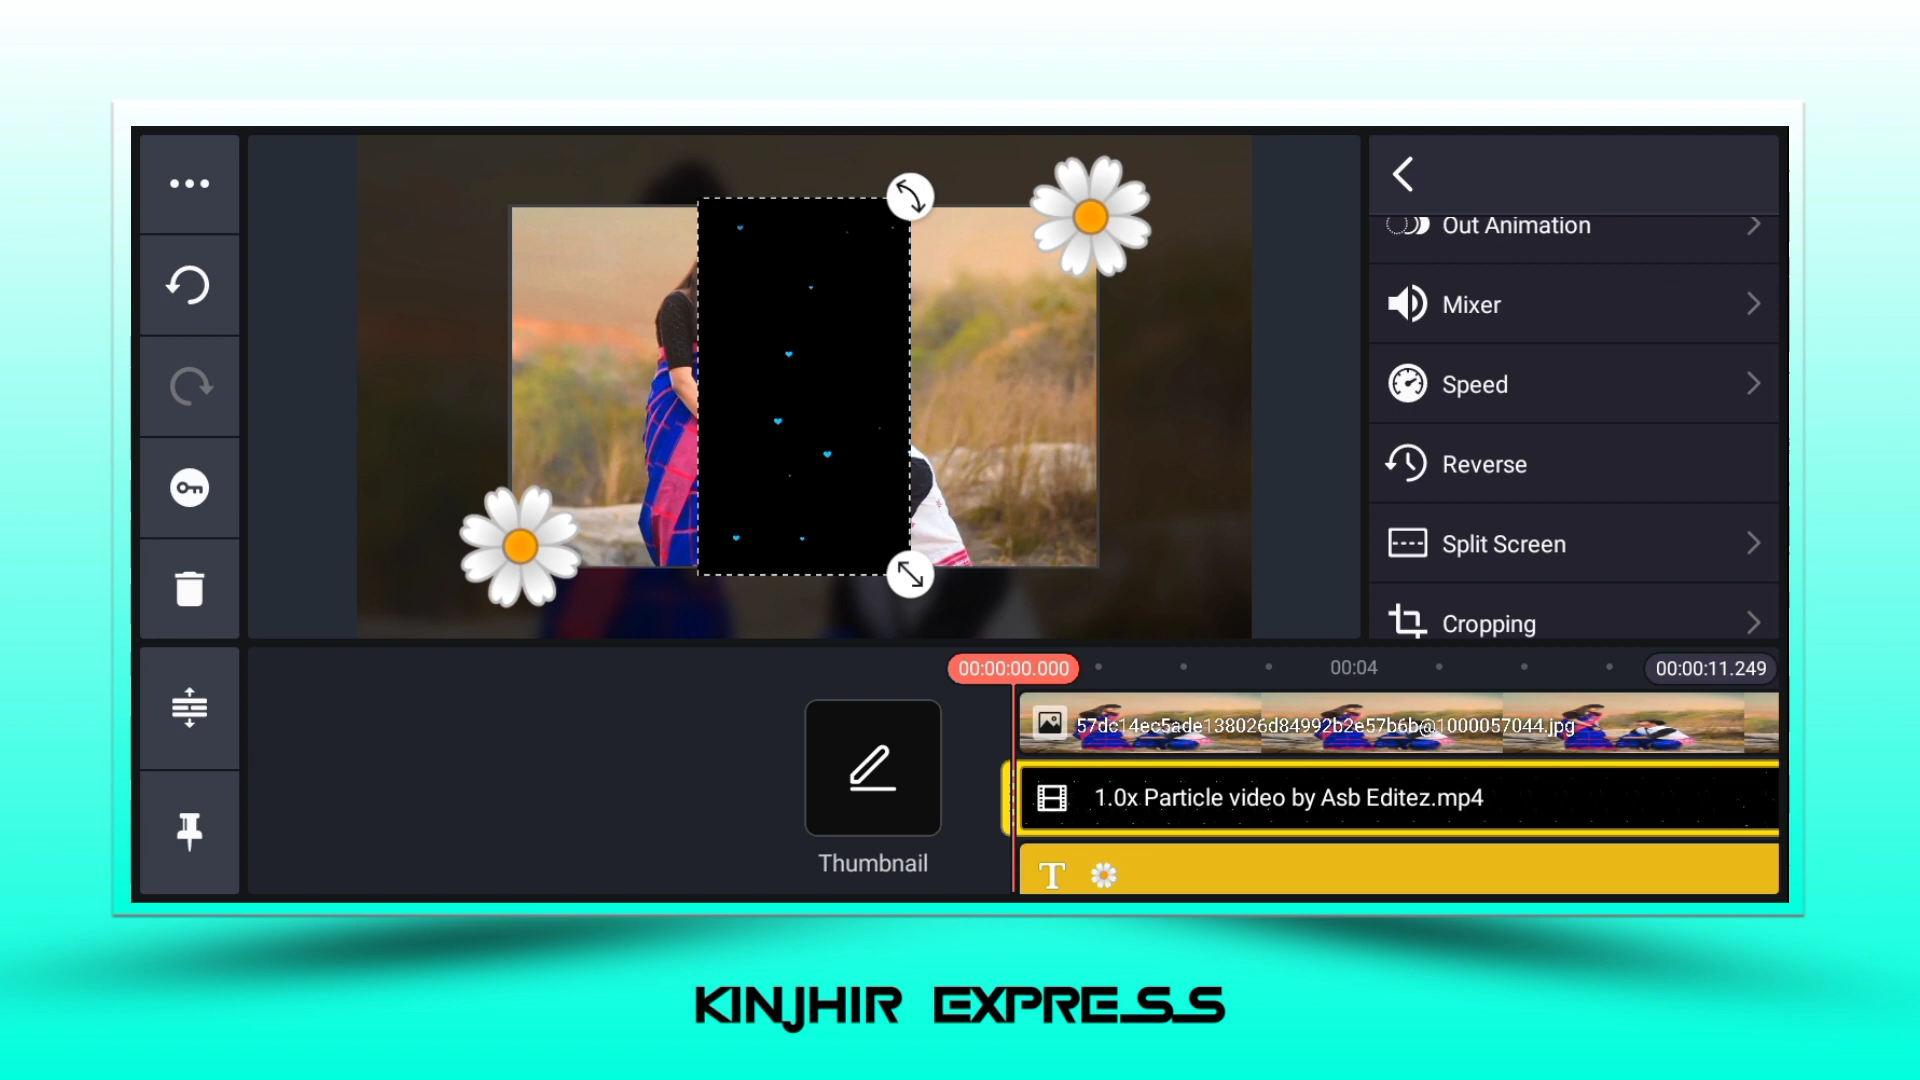 Out Animation
Mixer
Speed
Reverse
Split Screen
Cropping
00:00:00.000
00:04
00:00:11.249
57dc14ec5ade138026d84992b2e57b6b@1000057044.jpg
1.0x Particle video by Asb Editez.mp4
Thumbnail
T
KINJHIR EXPRESS